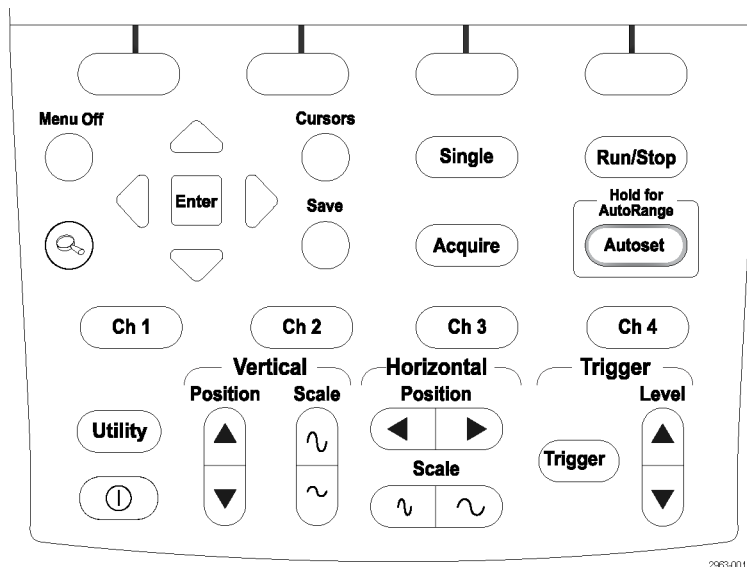 Menu Off
Cursors
Enter
Save
Single
Run/Stop
Hold for
AutoRange
Acquire
Autoset
Ch 1
Ch 2
Ch 3
Ch 4
Vertical
Horizontal
Trigger
Position
Scale
Position
Level
Utility
Scale
Trigger
2963-001